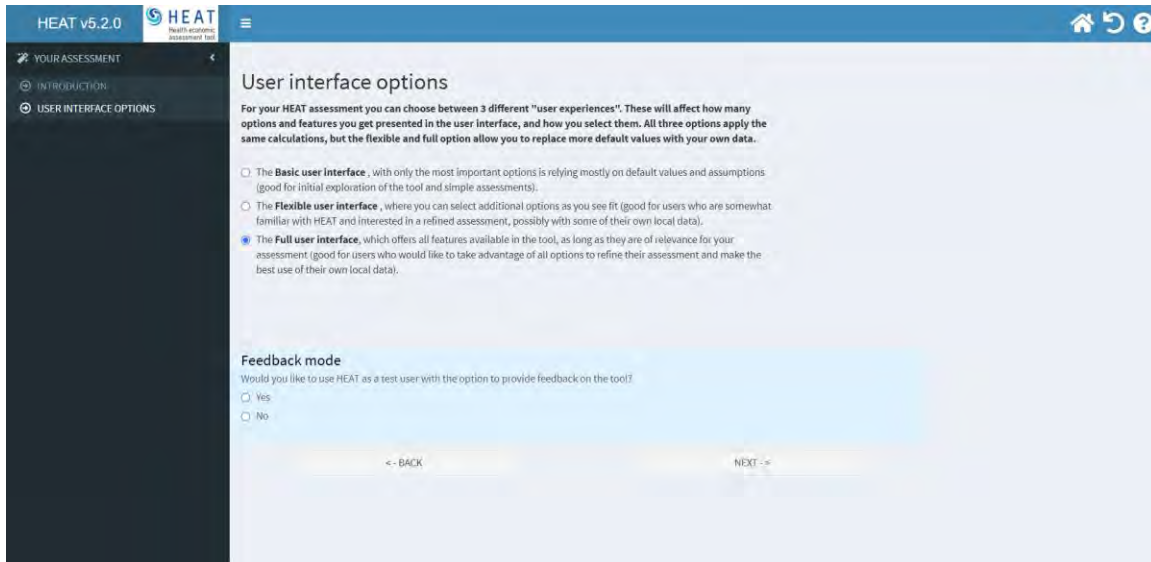 HEAT v5.2.0
HEAT
Health economic
assessment tool
YOUR ASSESSMENT
INTRODUCTION
USER INTERFACE OPTIONS
User interface options
For your HEAT assessment you can choose between 3 different "user experiences". These will affect how many
options and features you get presented in the user interface, and how you select them. All three options apply the
same calculations, but the flexible and full option allow you to replace more default values with your own data.
The Basic user interface , with only the most important options is relying mostly on default values and assumptions
(good for initial exploration of the tool and simple assessments).
The Flexible user interface , where you can select additional options as you see fit (good for users who are somewhat
familiar with HEAT and interested in a refined assessment, possibly with some of their own local data).
The Full user interface, which offers all features available in the tool, as long as they are of relevance for your
assessment (good for users who would like to take advantage of all options to refine their assessment and make the
best use of their own local data).
Feedback mode
Would you like to use HEAT as a test user with the option to provide feedback on the tool?
Yes
No
<- BACK
NEXT ->